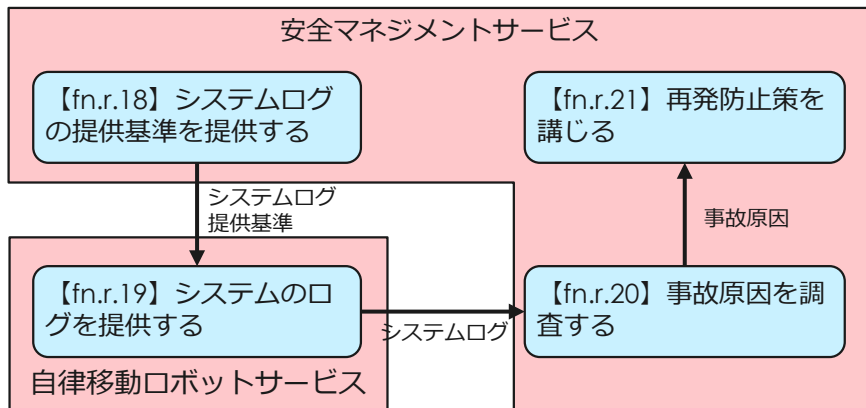 安全マネジメントサービス
【fn.r.18】システムログ
の提供基準を提供する
【fn.r.21】再発防止策を
講じる
システムログ
提供基準
事故原因
【fn.r.19】システムのロ
グを提供する
システムログ
【fn.r.20】事故原因を調
査する
自律移動ロボットサービス